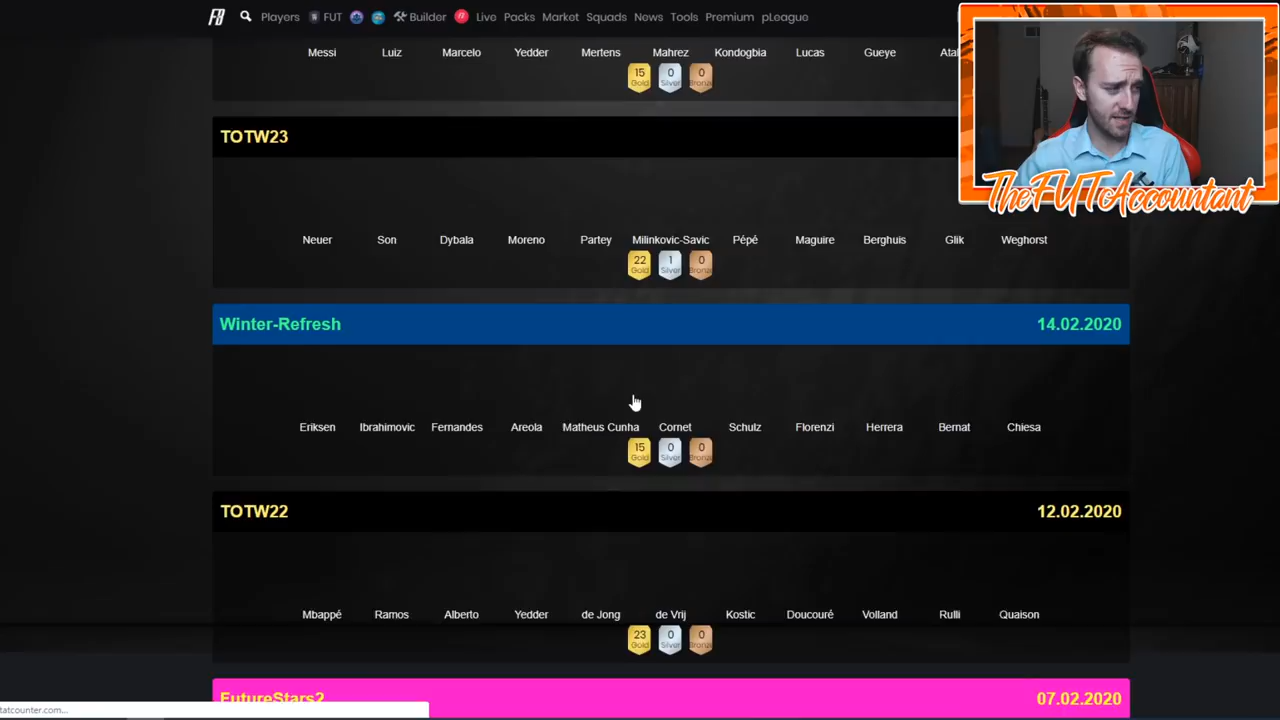 FB Players FUT Builder Live Packs Market Squads News Tools Premium pLeague
Messi Luiz Marcelo Yedder Mertens Mahrez Kondogbia Lucas Gueye
15 0 0
Gold Silver Bronze
TOTW23
TheFUTAccountant
Neuer Son Dybala Moreno Partey Milinkovic-Savic Pépé Maguire Berghuis Glik Weghorst
22 1 0
Gold Silver Bronze
Winter-Refresh 14.02.2020
Eriksen Ibrahimovic Fernandes Areola Matheus Cunha Cornet Schulz Florenzi Herrera Bernat Chiesa
15 0 0
Gold Silver Bronze
TOTW22 12.02.2020
Mbappé Ramos Alberto Yedder de Jong de Vrij Kostic Doucouré Volland Rulli Quaison
23 0 0
Gold Silver Bronze
FutureStars2 07.02.2020
tatcounter.com...